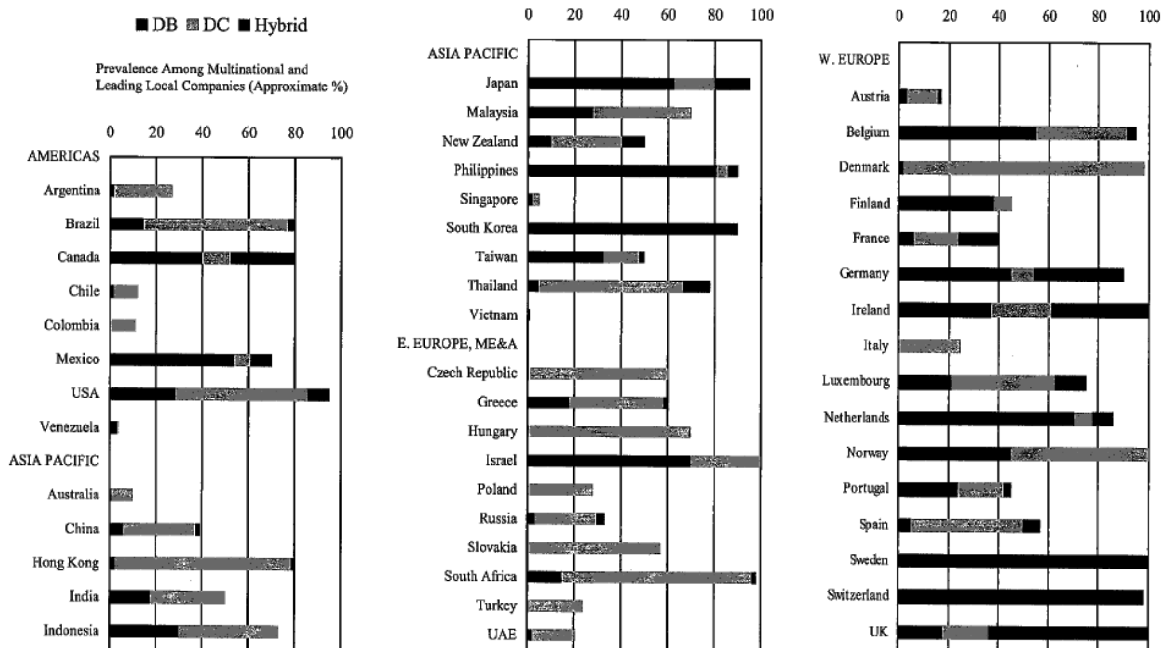 DB DC Hybrid
Prevalence Among Multinational and
Leading Local Companies (Approximate %)
0 20 40 60 80 100
AMERICAS
Argentina
Brazil
Canada
Chile
Colombia
Mexico
USA
Venezuela
ASIA PACIFIC
Australia
China
Hong Kong
India
Indonesia
0 20 40 60 80 100
ASIA PACIFIC
Japan
Malaysia
New Zealand
Philippines
Singapore
South Korea
Taiwan
Thailand
Vietnam
E. EUROPE, ME&A
Czech Republic
Greece
Hungary
Israel
Poland
Russia
Slovakia
South Africa
Turkey
UAE
0 20 40 60 80 100
W. EUROPE
Austria
Belgium
Denmark
Finland
France
Germany
Ireland
Italy
Luxembourg
Netherlands
Norway
Portugal
Spain
Sweden
Switzerland
UK